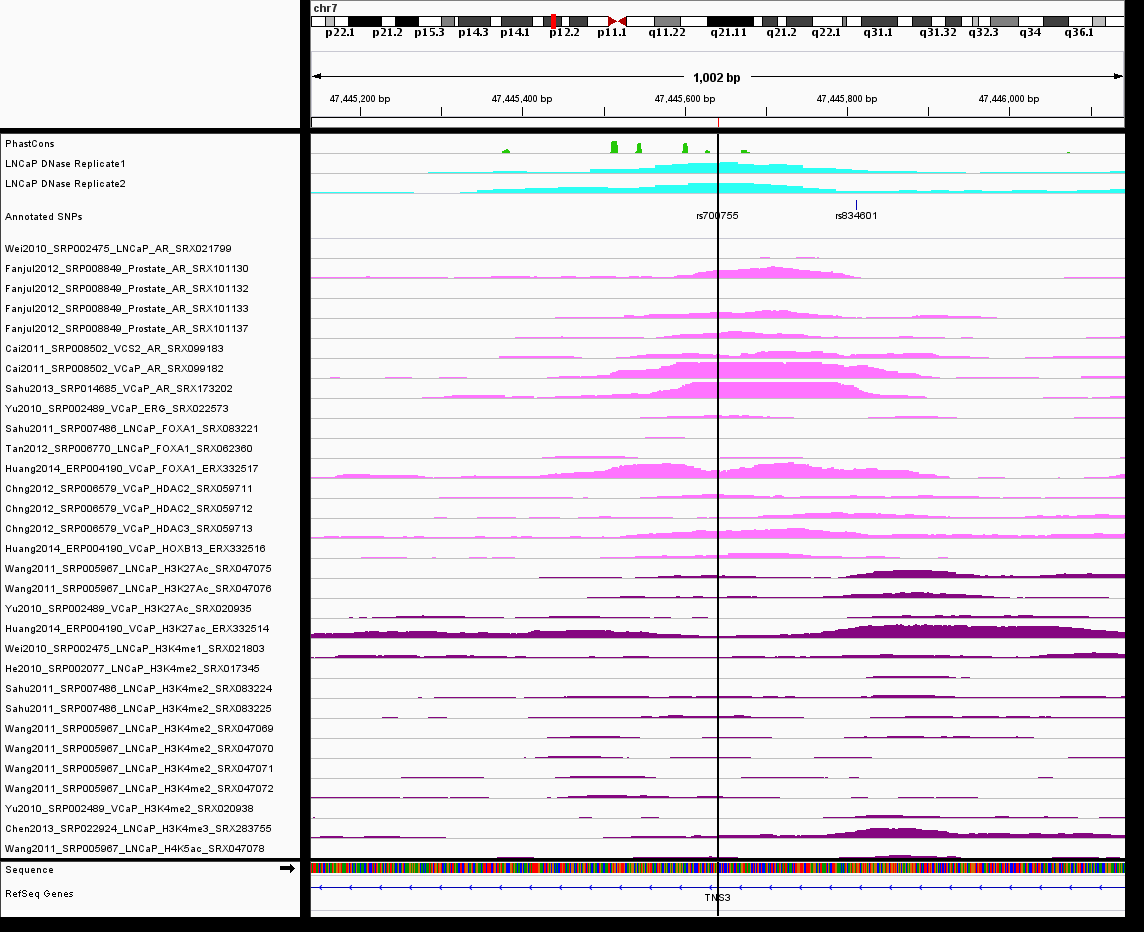 chr7
p22.1 p21.2 p15.3 p14.3 p14.1 p12.2 p11.1 q11.22 q21.11 q21.2 q22.1 q31.1 q31.32 q32.3 q34 q36.1
1,002 bp
47,445,200 bp 47,445,400 bp 47,445,600 bp 47,445,800 bp 47,446,000 bp
PhastCons
LNCaP DNase Replicate1
LNCaP DNase Replicate2
Annotated SNPs
rs700755 rs834601
Wei2010_SRP002475_LNCaP_AR_SRX021799
Fanjul2012_SRP008849_Prostate_AR_SRX101130
Fanjul2012_SRP008849_Prostate_AR_SRX101132
Fanjul2012_SRP008849_Prostate_AR_SRX101133
Fanjul2012_SRP008849_Prostate_AR_SRX101137
Cai2011_SRP008502_VCS2_AR_SRX099183
Cai2011_SRP008502_VCaP_AR_SRX099182
Sahu2013_SRP014685_VCaP_AR_SRX173202
Yu2010_SRP002489_VCaP_ERG_SRX022573
Sahu2011_SRP007486_LNCaP_FOXA1_SRX083221
Tan2012_SRP006770_LNCaP_FOXA1_SRX062360
Huang2014_ERP004190_VCaP_FOXA1_ERX332517
Chng2012_SRP006579_VCaP_HDAC2_SRX059711
Chng2012_SRP006579_VCaP_HDAC2_SRX059712
Chng2012_SRP006579_VCaP_HDAC3_SRX059713
Huang2014_ERP004190_VCaP_HOXB13_ERX332516
Wang2011_SRP005967_LNCaP_H3K27Ac_SRX047075
Wang2011_SRP005967_LNCaP_H3K27Ac_SRX047076
Yu2010_SRP002489_VCaP_H3K27Ac_SRX020935
Huang2014_ERP004190_VCaP_H3K27ac_ERX332514
Wei2010_SRP002475_LNCaP_H3K4me1_SRX021803
He2010_SRP002077_LNCaP_H3K4me2_SRX017345
Sahu2011_SRP007486_LNCaP_H3K4me2_SRX083224
Sahu2011_SRP007486_LNCaP_H3K4me2_SRX083225
Wang2011_SRP005967_LNCaP_H3K4me2_SRX047069
Wang2011_SRP005967_LNCaP_H3K4me2_SRX047070
Wang2011_SRP005967_LNCaP_H3K4me2_SRX047071
Wang2011_SRP005967_LNCaP_H3K4me2_SRX047072
Yu2010_SRP002489_VCaP_H3K4me2_SRX020938
Chen2013_SRP022924_LNCaP_H3K4me3_SRX283755
Wang2011_SRP005967_LNCaP_H4K5ac_SRX047078
Sequence
RefSeq Genes
TNS3